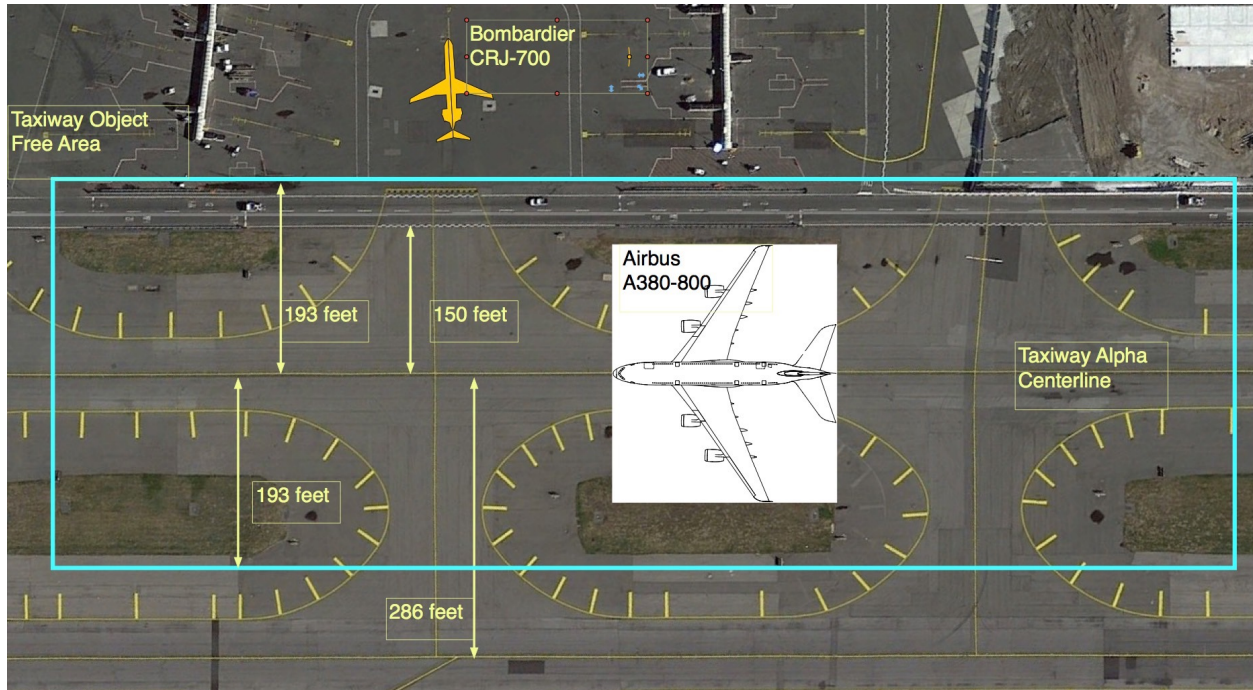 Bombardier
CRJ-700
Taxiway Object
Free Area
Airbus
A380-800
193 feet
150 feet
Taxiway Alpha
Centerline
193 feet
286 feet